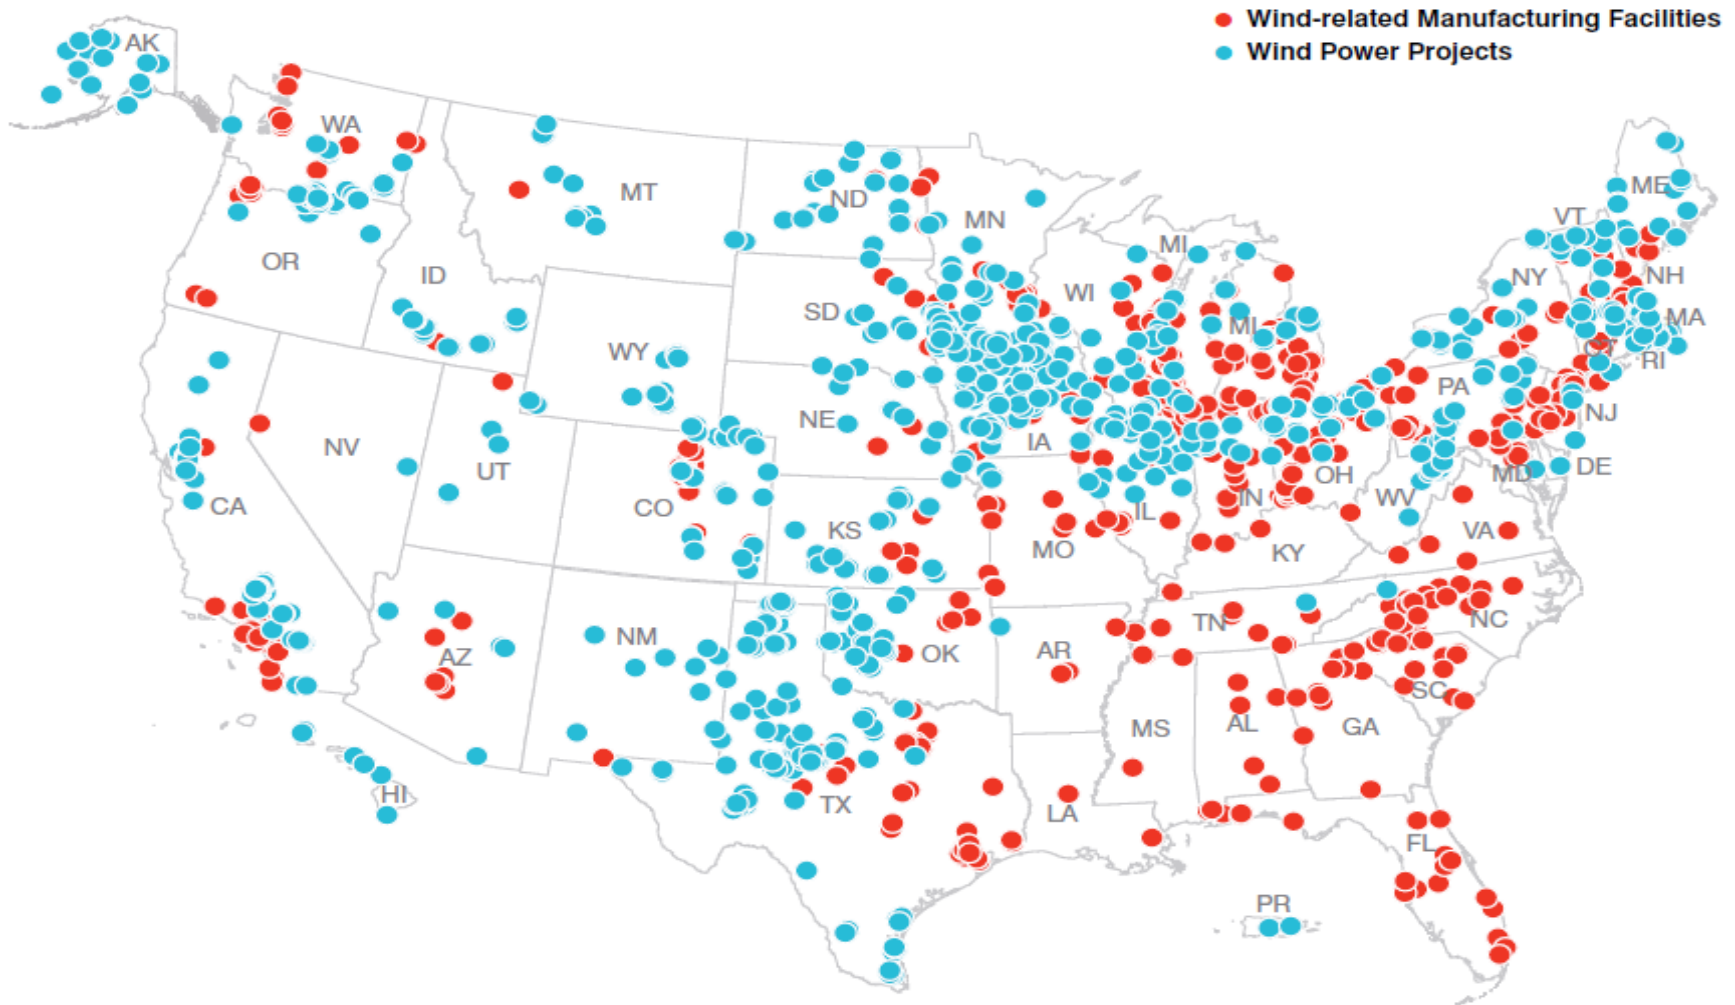 Wind-related Manufacturing Facilities
Wind Power Projects
AK
WA
MT
ND
MN
ME
VT
MI
OR
ID
NY
NH
WI
SD
MI
MA
WY
CT
RI
PA
NE
NJ
NV
IA
UT
OH
MD
DE
CA
CO
IN
WV
KS
IL
VA
MO
KY
NM
TN
NC
AZ
OK
AR
SC
MS
AL
GA
HI
TX
LA
FL
PR